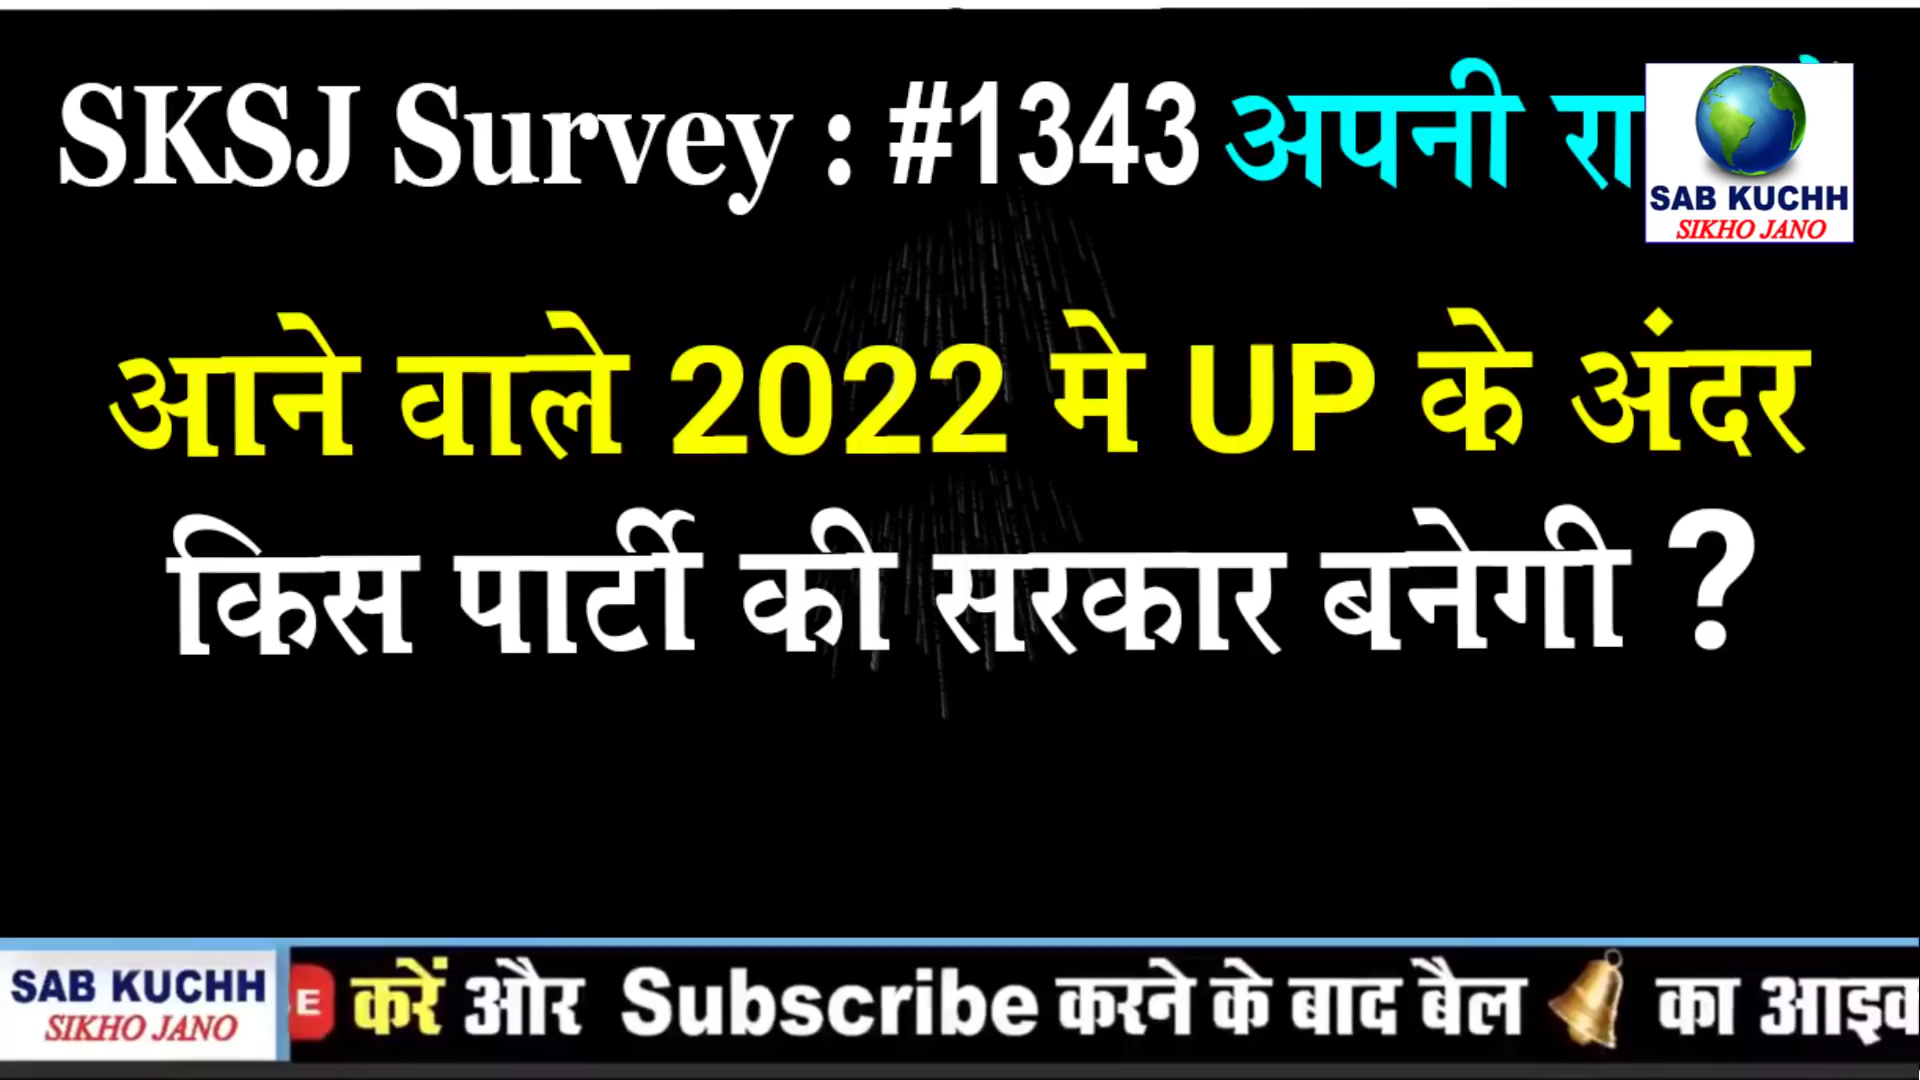 SKSJ Survey : #1343 अपनी
SAB KUCHH
SIKHO JANO
आने वाले 2022 मे UP के अंदर
किस पार्टी की सरकार बनेगी ?
SAB KUCHH
SIKHO JANO
करें और Subscribe करने के बाद बैल का